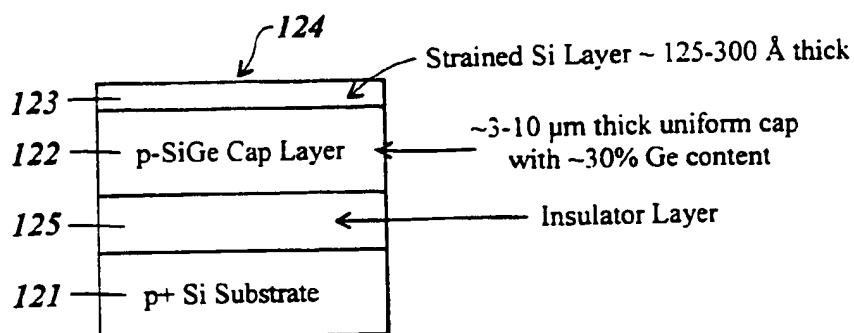 124
Strained Si Layer ~ 125-300 Å thick
123
122 p-SiGe Cap Layer
~3-10 μm thick uniform cap
with ~30% Ge content
125
Insulator Layer
121 p+ Si Substrate